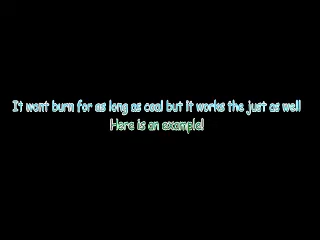 It wont burn for as long as coal but it works the just as well
Here is an example!